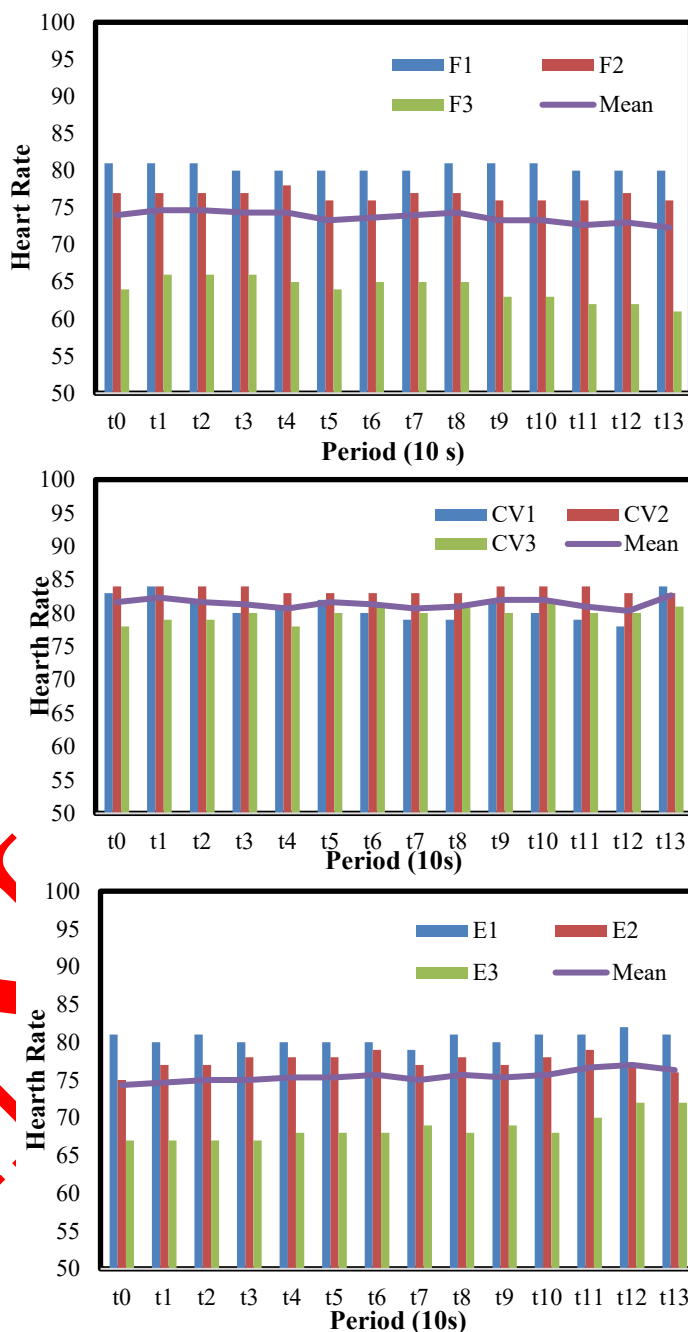 100
95
90
85
80
75
70
65
60
55
50
Heart Rate
F1 F2
F3 Mean
t0 t1 t2 t3 t4 t5 t6 t7 t8 t9 t10 t11 t12 t13
Period (10 s)
100
95
90
85
80
75
70
65
60
55
50
Hearth Rate
CV1 CV2
CV3 Mean
t0 t1 t2 t3 t4 t5 t6 t7 t8 t9 t10 t11 t12 t13
Period (10s)
100
95
90
85
80
75
70
65
60
55
50
Hearth Rate
E1 E2
E3 Mean
t0 t1 t2 t3 t4 t5 t6 t7 t8 t9 t10 t11 t12 t13
Period (10s)